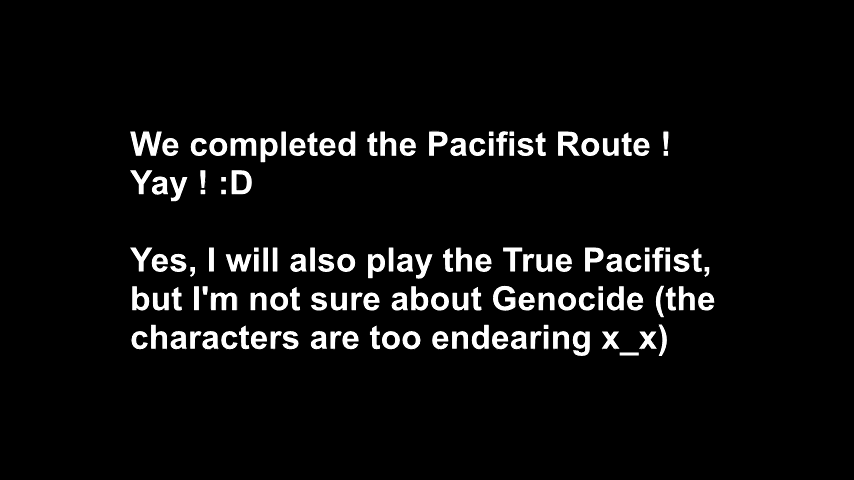 We completed the Pacifist Route !
Yay ! :D
Yes, I will also play the True Pacifist,
but I'm not sure about Genocide (the
characters are too endearing x_x)